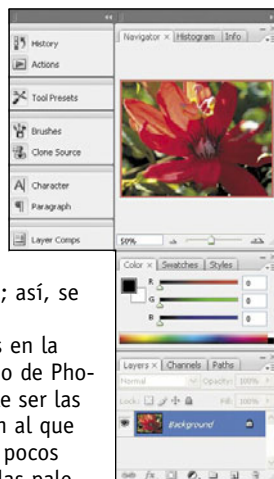 History
Actions
Tool Presets
Brushes
Clone Source
Character
Paragraph
Layer Comps
Navigator × Histogram Info
50%
Color × Swatches Styles
R 0
G 0
B 0
Layers × Channels Paths
Normal Opacity: 100%
Lock: Fill: 100%
Background
; así, se
s en la
o de Pho-
e ser las
n al que
pocos
las pale